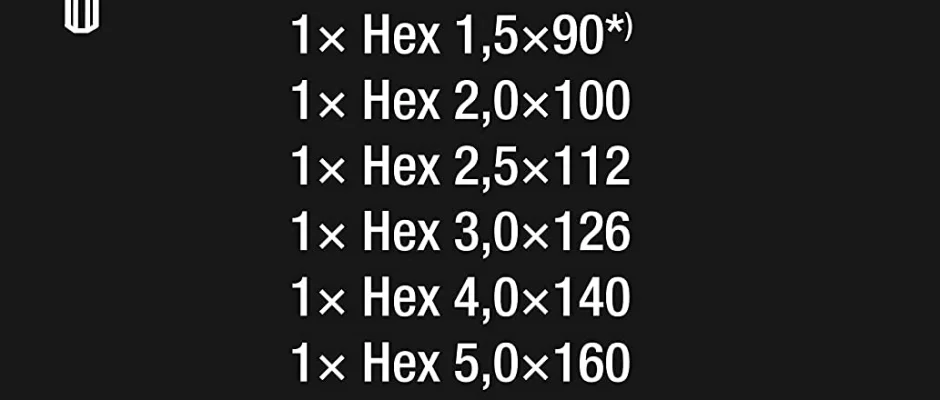 1× Hex 1,5×90*)
1× Hex 2,0×100
1× Hex 2,5×112
1× Hex 3,0×126
1× Hex 4,0×140
1× Hex 5,0×160